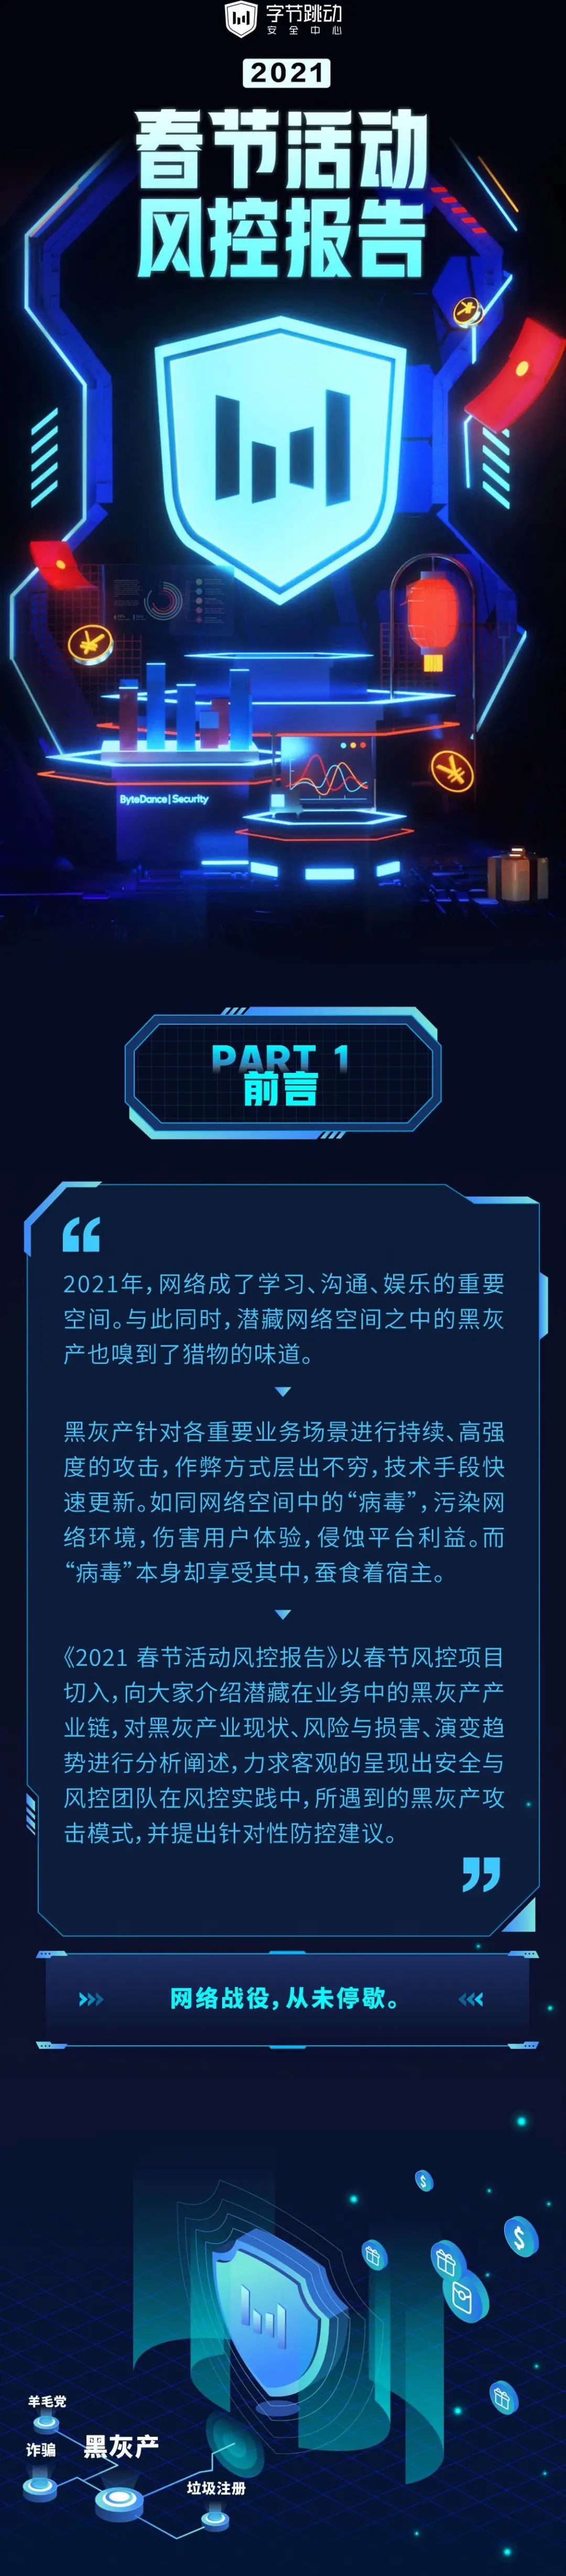 字节跳动
安全中心
2021
春节活动
风控报告
ByteDance | Security
PART 1
前言
“
2021年，网络成了学习、沟通、娱乐的重要
空间。与此同时，潜藏网络空间之中的黑灰
产也嗅到了猎物的味道。
黑灰产针对各重要业务场景进行持续、高强
度的攻击，作弊方式层出不穷，技术手段快
速更新。如同网络空间中的“病毒”，污染网
络环境，伤害用户体验，侵蚀平台利益。而
“病毒”本身却享受其中，蚕食着宿主。
《2021 春节活动风控报告》以春节风控项目
切入，向大家介绍潜藏在业务中的黑灰产产
业链，对黑灰产业现状、风险与损害、演变趋
势进行分析阐述，力求客观的呈现出安全与
风控团队在风控实践中，所遇到的黑灰产攻
击模式，并提出针对性防控建议。
”
网络战役，从未停歇。
羊毛党
诈骗
黑灰产
垃圾注册